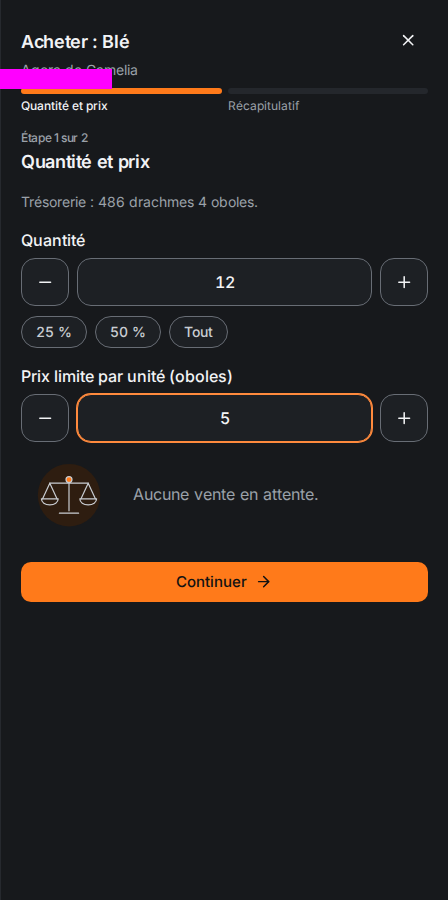 Acheter : Blé
Quantité et prix
Récapitulatif
Étape 1 sur 2
Quantité et prix
Trésorerie : 486 drachmes 4 oboles.
Quantité
12
25 %
50 %
Tout
Prix limite par unité (oboles)
5
Aucune vente en attente.
Continuer